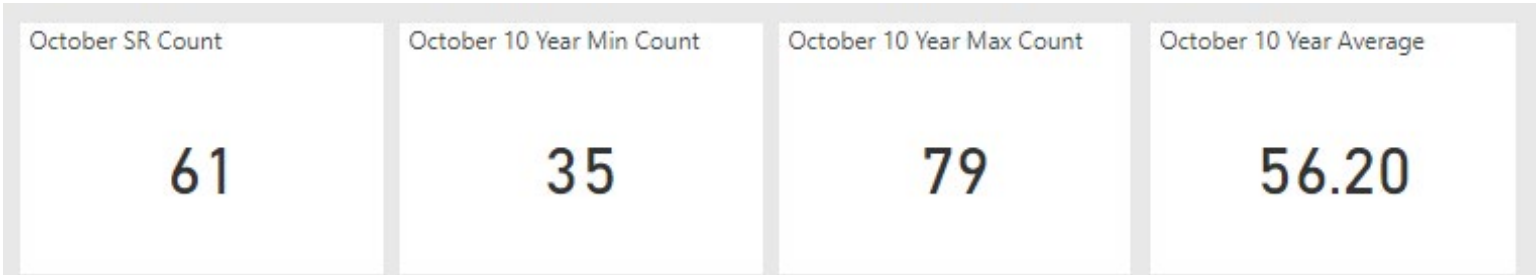 October SR Count
61
October 10 Year Min Count
35
October 10 Year Max Count
79
October 10 Year Average
56.20